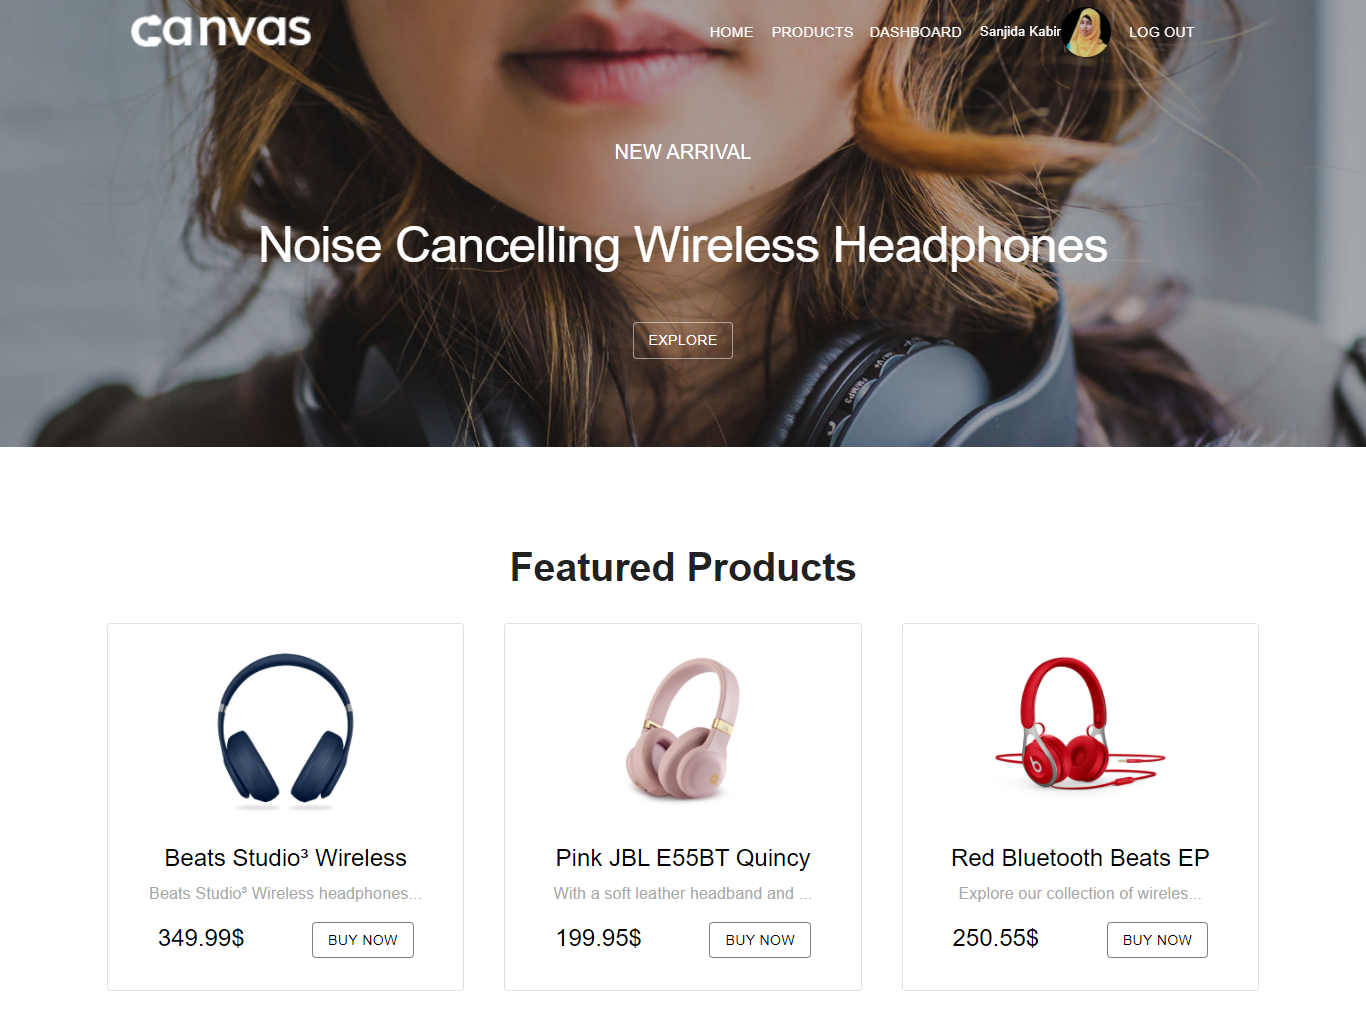 canvas
HOME PRODUCTS DASHBOARD Sanjida Kabir LOG OUT
NEW ARRIVAL
Noise Cancelling Wireless Headphones
EXPLORE
FM/MP3
V-/V+
Featured Products
Beats Studio³ Wireless
Beats Studio³ Wireless headphones...
349.99$ BUY NOW
Pink JBL E55BT Quincy
With a soft leather headband and ...
199.95$ BUY NOW
b
Red Bluetooth Beats EP
Explore our collection of wireles...
250.55$ BUY NOW